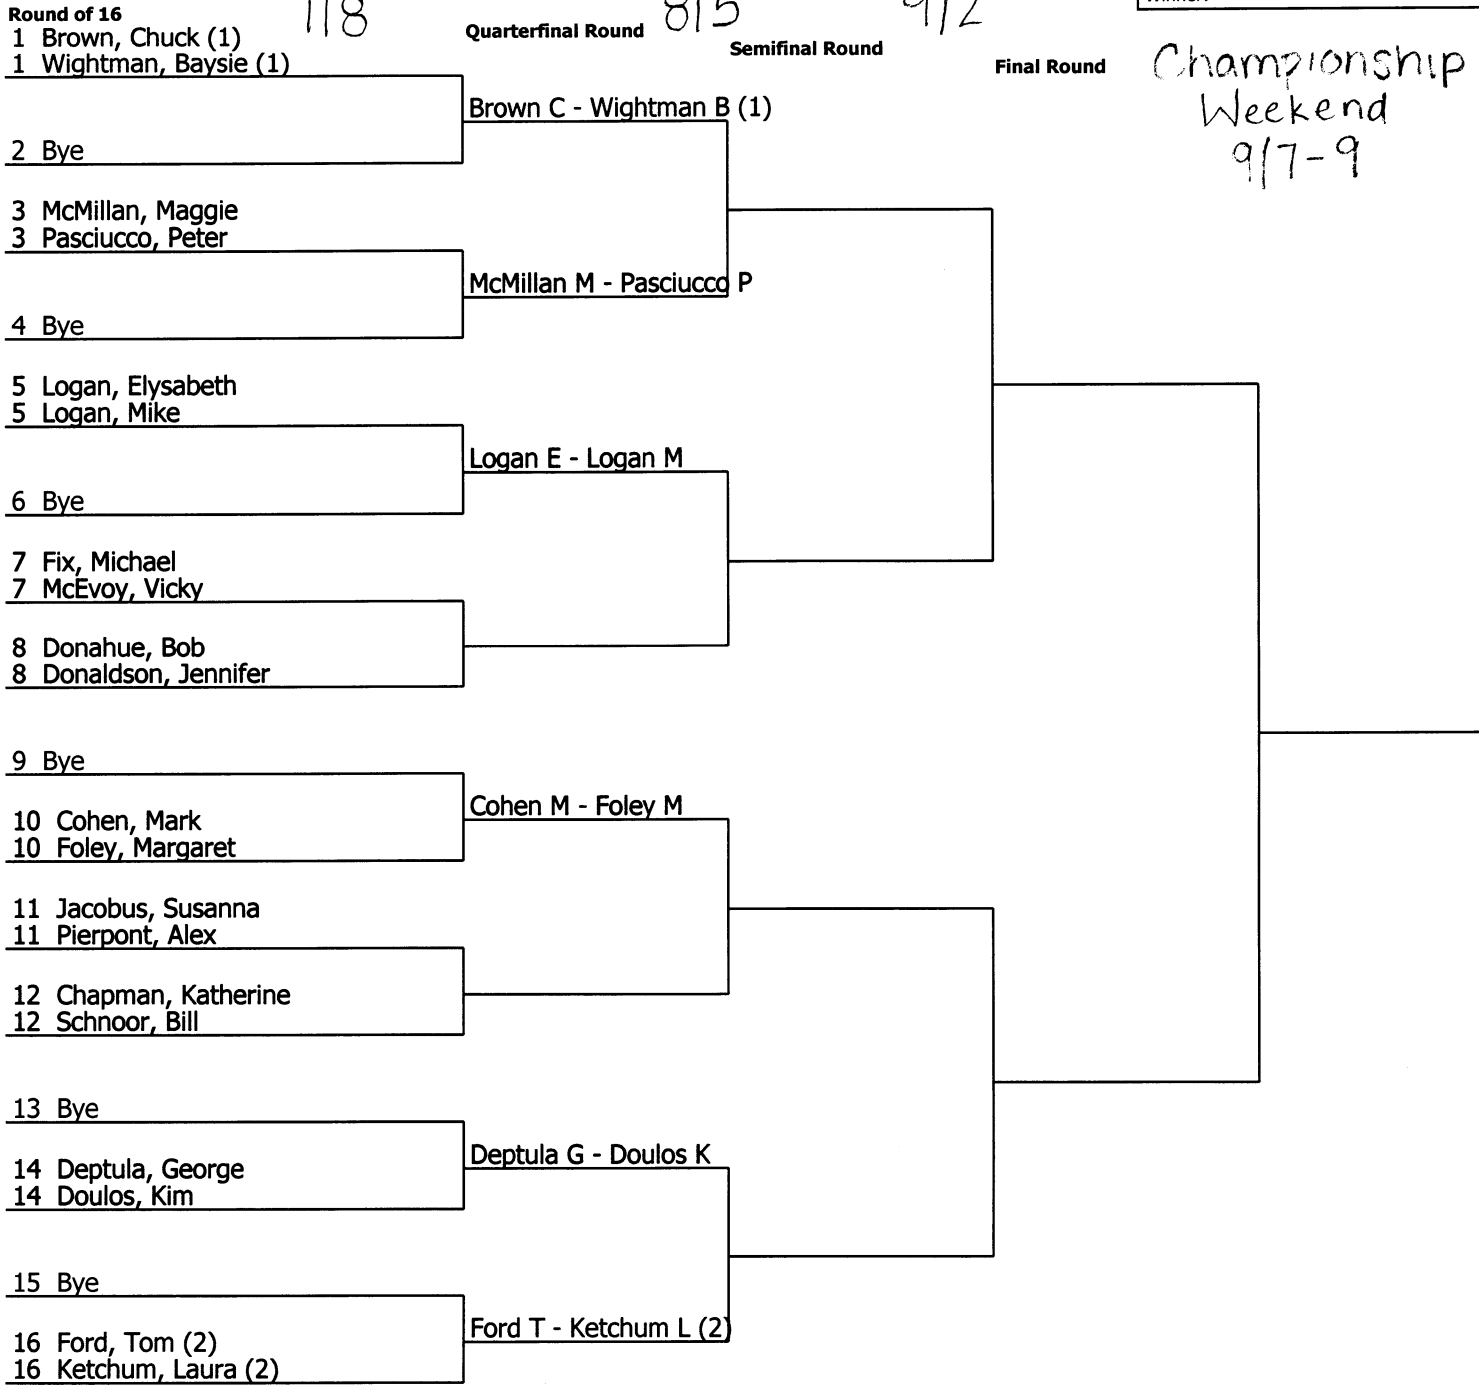 Round of 16
Quarterfinal Round
8/5
Semifinal Round
9/2
Final Round
Championship
Weekend
9/7-9
1 Brown, Chuck (1)
1 Wightman, Baysie (1)
Brown C - Wightman B (1)
2 Bye
3 McMillan, Maggie
3 Pasciucco, Peter
McMillan M - Pasciucco P
4 Bye
5 Logan, Elysabeth
5 Logan, Mike
Logan E - Logan M
6 Bye
7 Fix, Michael
7 McEvoy, Vicky
8 Donahue, Bob
8 Donaldson, Jennifer
9 Bye
Cohen M - Foley M
10 Cohen, Mark
10 Foley, Margaret
11 Jacobus, Susanna
11 Pierpont, Alex
12 Chapman, Katherine
12 Schnoor, Bill
13 Bye
Deptula G - Doulos K
14 Deptula, George
14 Doulos, Kim
15 Bye
Ford T - Ketchum L (2)
16 Ford, Tom (2)
16 Ketchum, Laura (2)